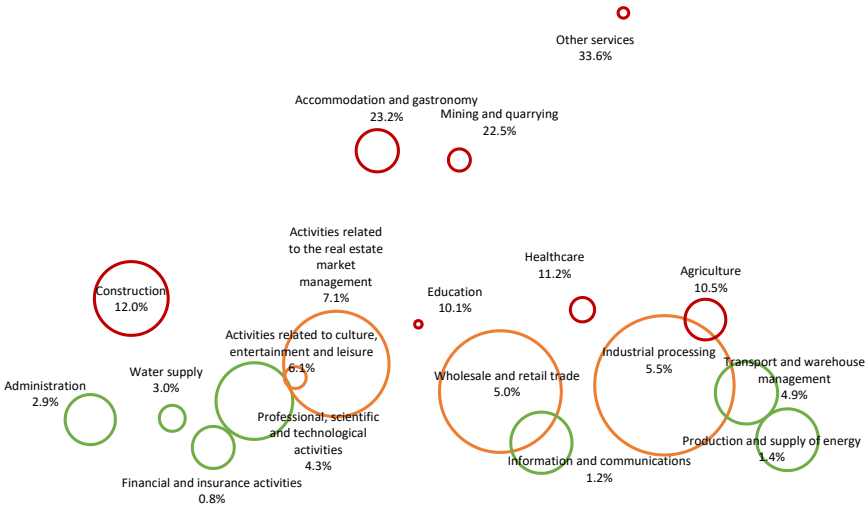 Other services
33.6%
Accommodation and gastronomy
23.2%
Mining and quarrying
22.5%
Activities related
to the real estate
market
management
7.1%
Healthcare
11.2%
Agriculture
10.5%
Construction
12.0%
Education
10.1%
Activities related to culture,
entertainment and leisure
6.1%
Industrial processing
5.5%
Transport and warehouse
management
4.9%
Water supply
3.0%
Wholesale and retail trade
5.0%
Administration
2.9%
Professional, scientific
and technological
activities
4.3%
Production and supply of energy
1.4%
Information and communications
1.2%
Financial and insurance activities
0.8%